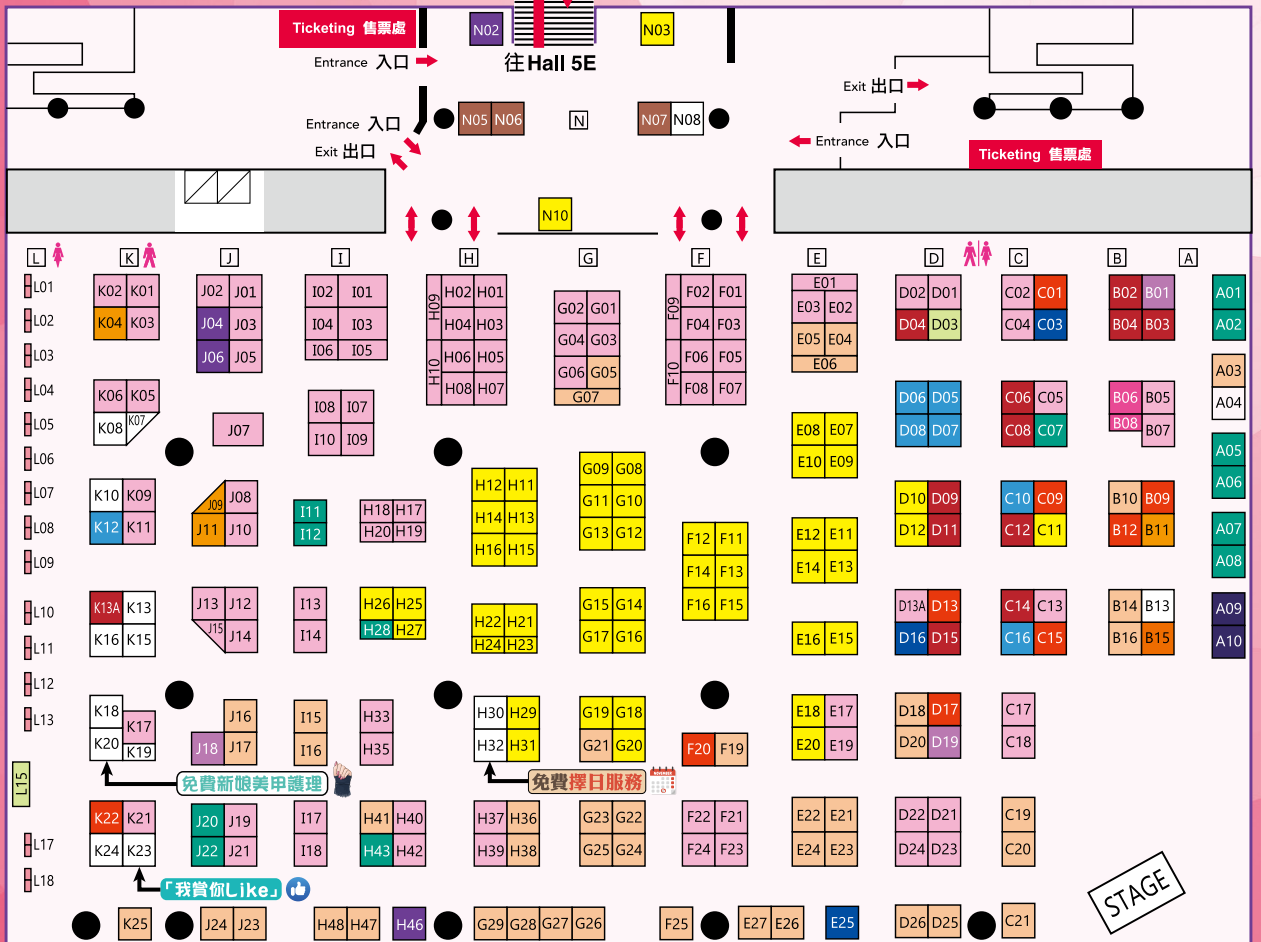 Ticketing 售票處
N02
N03
Entrance 入口
往Hall 5E
Exit 出口
Entrance 入口
Exit 出口
N05 N06
N
N07 N08
Entrance 入口
Ticketing 售票處
N10
L K J I H G F E D C B A
L01
L02
L03
L04
L05
L06
L07
L08
L09
L10
L11
L12
L13
L15
L17
L18
K02 K01
K04 K03
K06 K05
K08 K07
K10 K09
K12 K11
K13A K13
K16 K15
K18
K17
K20
K19
免費新娘美甲護理
K22 K21
K24 K23
「我賞你Like」
K25
J02 J01
J04 J03
J06 J05
J07
J09 J08
J11 J10
J13 J12
J15 J14
J16
J18 J17
J20 J19
J22 J21
J24 J23
I02 I01
I04 I03
I06 I05
I08 I07
I10 I09
I11
I12
I13
I14
I15
I16
I17
I18
H18 H17
H20 H19
H26 H25
H28 H27
H33
H35
H41 H40
H43 H42
H48 H47
H46
H09 H02 H01
H04 H03
H10 H06 H05
H08 H07
H12 H11
H14 H13
H16 H15
H22 H21
H24 H23
H30 H29
H32 H31
免費擇日服務
NOVEMBER
H37 H36
H39 H38
G02 G01
G04 G03
G06 G05
G07
G09 G08
G11 G10
G13 G12
G15 G14
G17 G16
G19 G18
G21 G20
G23 G22
G25 G24
G29 G28 G27 G26
F09 F02 F01
F04 F03
F10 F06 F05
F08 F07
F12 F11
F14 F13
F16 F15
F20 F19
F22 F21
F24 F23
F25
E01
E03 E02
E05 E04
E06
E08 E07
E10 E09
E12 E11
E14 E13
E16 E15
E18 E17
E20 E19
E22 E21
E24 E23
E27 E26
E25
D02 D01
D04 D03
D06 D05
D08 D07
D10 D09
D12 D11
D13A D13
D16 D15
D18 D17
D20 D19
D22 D21
D24 D23
D26 D25
C02 C01
C04 C03
C06 C05
C08 C07
C10 C09
C12 C11
C14 C13
C16 C15
C17
C18
C19
C20
C21
B02 B01
B04 B03
B06 B05
B08 B07
B10 B09
B12 B11
B14 B13
B16 B15
A01
A02
A03
A04
A05
A06
A07
A08
A09
A10
STAGE